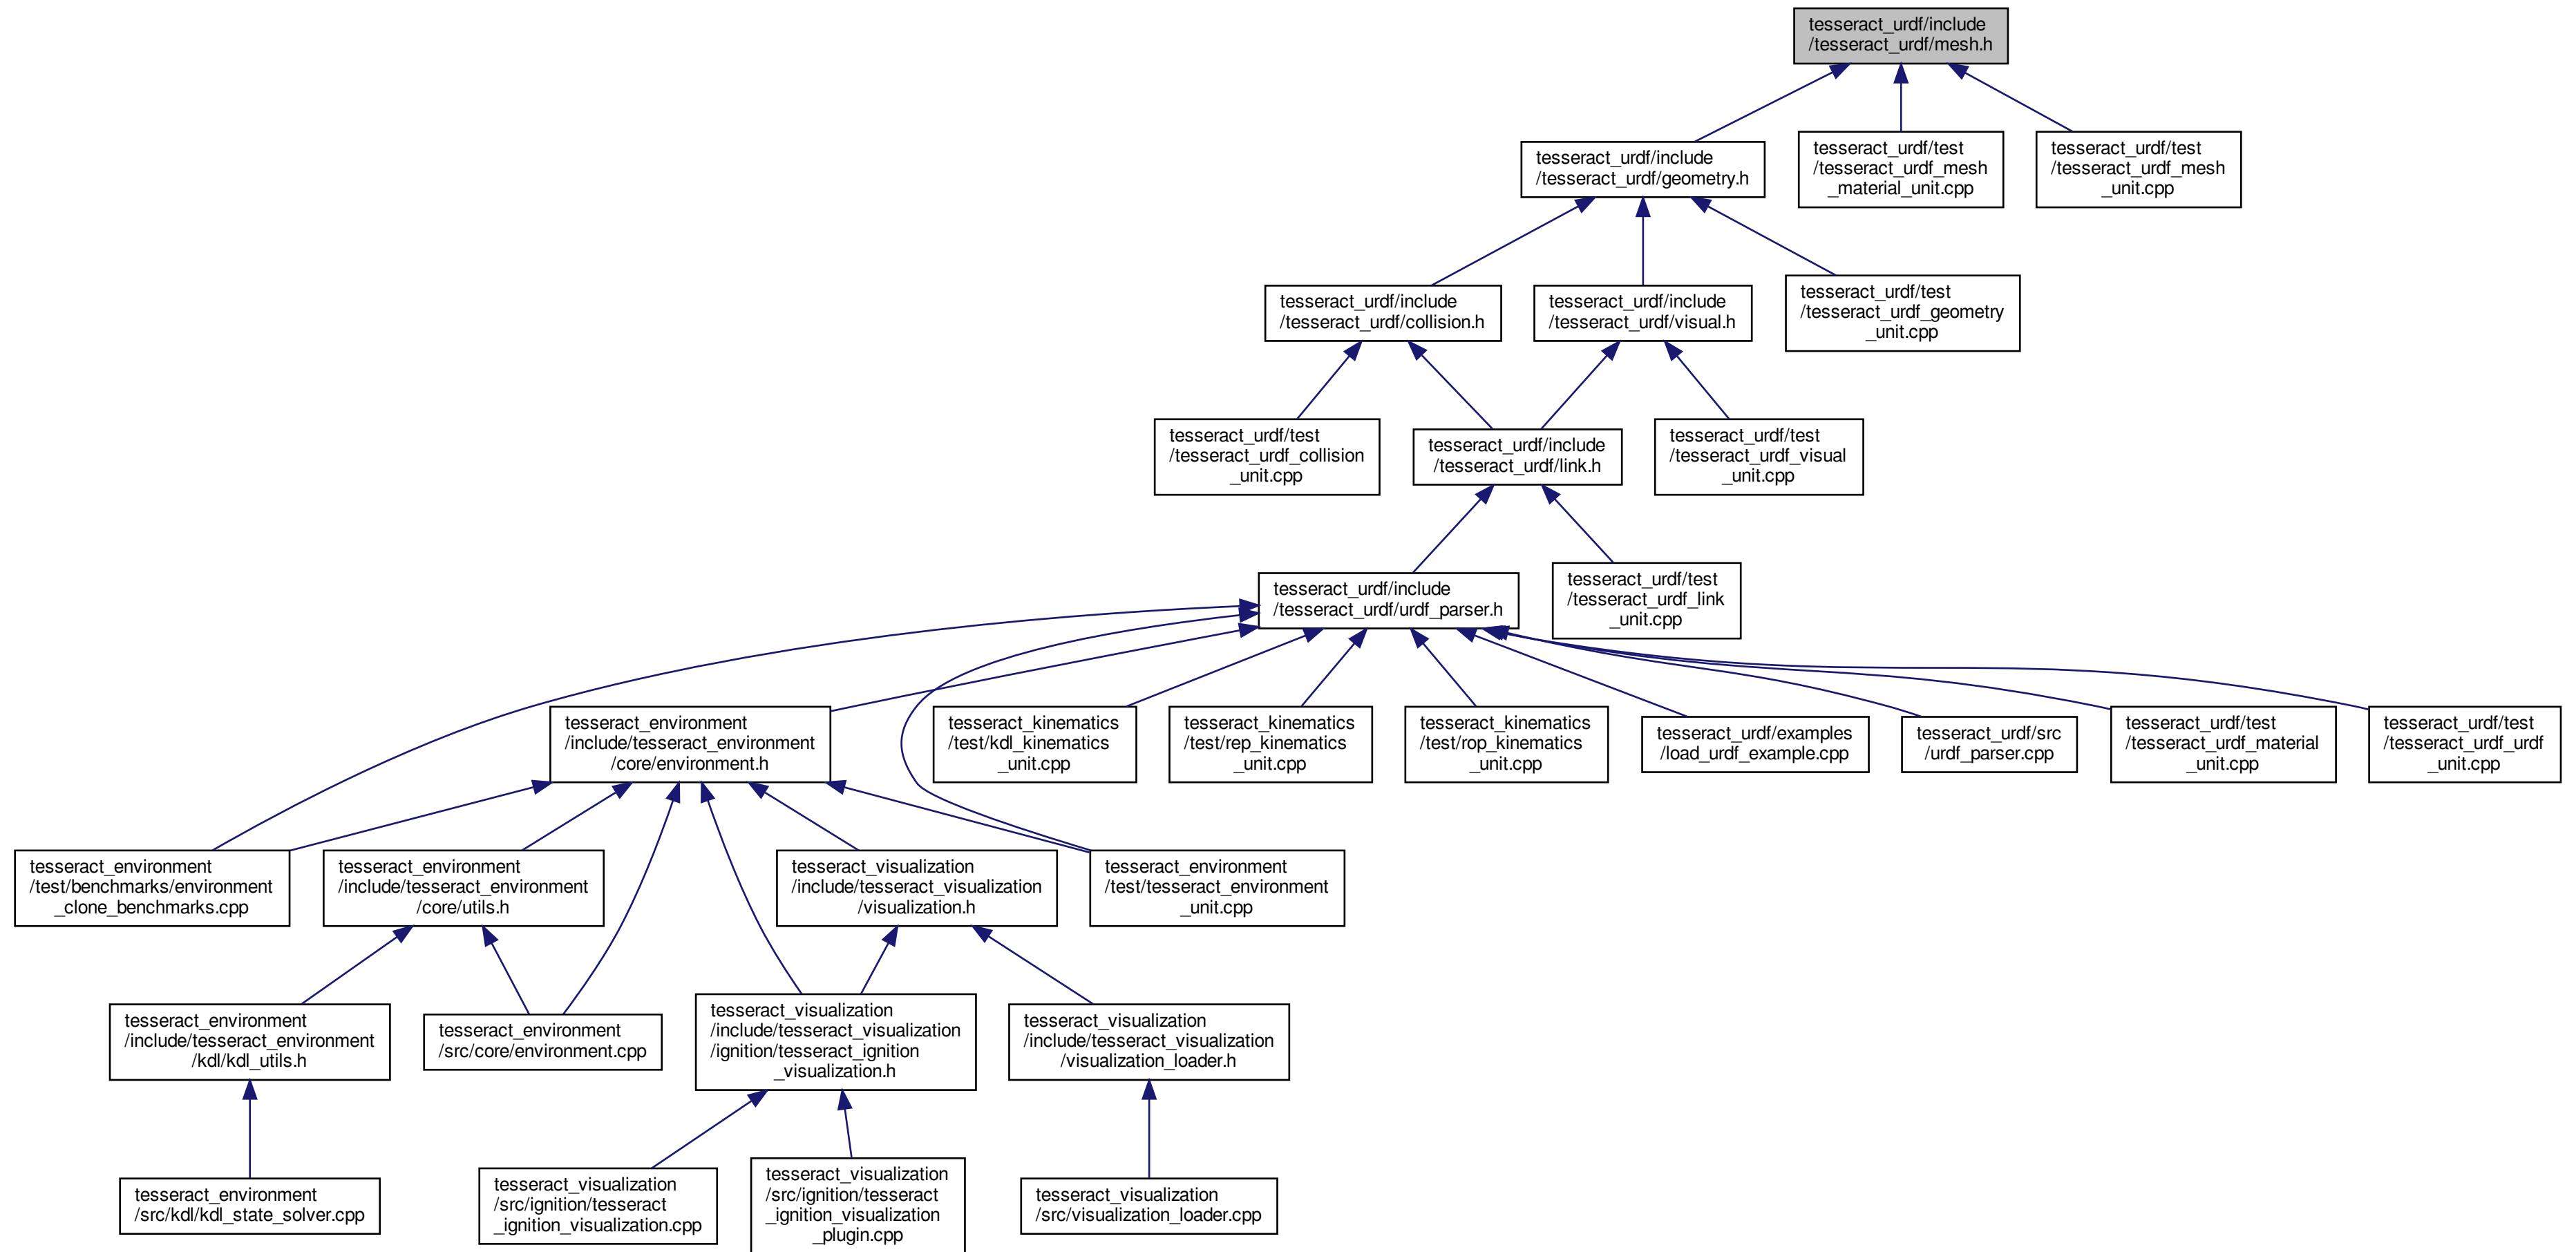 tesseract_urdf/include
/tesseract_urdf/mesh.h
tesseract_urdf/include
/tesseract_urdf/geometry.h
tesseract_urdf/test
/tesseract_urdf_mesh
_material_unit.cpp
tesseract_urdf/test
/tesseract_urdf_mesh
_unit.cpp
tesseract_urdf/include
/tesseract_urdf/collision.h
tesseract_urdf/include
/tesseract_urdf/visual.h
tesseract_urdf/test
/tesseract_urdf_geometry
_unit.cpp
tesseract_urdf/test
/tesseract_urdf_collision
_unit.cpp
tesseract_urdf/include
/tesseract_urdf/link.h
tesseract_urdf/test
/tesseract_urdf_visual
_unit.cpp
tesseract_urdf/include
/tesseract_urdf/urdf_parser.h
tesseract_urdf/test
/tesseract_urdf_link
_unit.cpp
tesseract_environment
/include/tesseract_environment
/core/environment.h
tesseract_kinematics
/test/kdl_kinematics
_unit.cpp
tesseract_kinematics
/test/rep_kinematics
_unit.cpp
tesseract_kinematics
/test/rop_kinematics
_unit.cpp
tesseract_urdf/examples
/load_urdf_example.cpp
tesseract_urdf/src
/urdf_parser.cpp
tesseract_urdf/test
/tesseract_urdf_material
_unit.cpp
tesseract_urdf/test
/tesseract_urdf_urdf
_unit.cpp
tesseract_environment
/test/benchmarks/environment
_clone_benchmarks.cpp
tesseract_environment
/include/tesseract_environment
/core/utils.h
tesseract_visualization
/include/tesseract_visualization
/visualization.h
tesseract_environment
/test/tesseract_environment
_unit.cpp
tesseract_environment
/include/tesseract_environment
/kdl/kdl_utils.h
tesseract_environment
/src/core/environment.cpp
tesseract_visualization
/include/tesseract_visualization
/ignition/tesseract_ignition
_visualization.h
tesseract_visualization
/include/tesseract_visualization
/visualization_loader.h
tesseract_environment
/src/kdl/kdl_state_solver.cpp
tesseract_visualization
/src/ignition/tesseract
_ignition_visualization.cpp
tesseract_visualization
/src/ignition/tesseract
_ignition_visualization
_plugin.cpp
tesseract_visualization
/src/visualization_loader.cpp